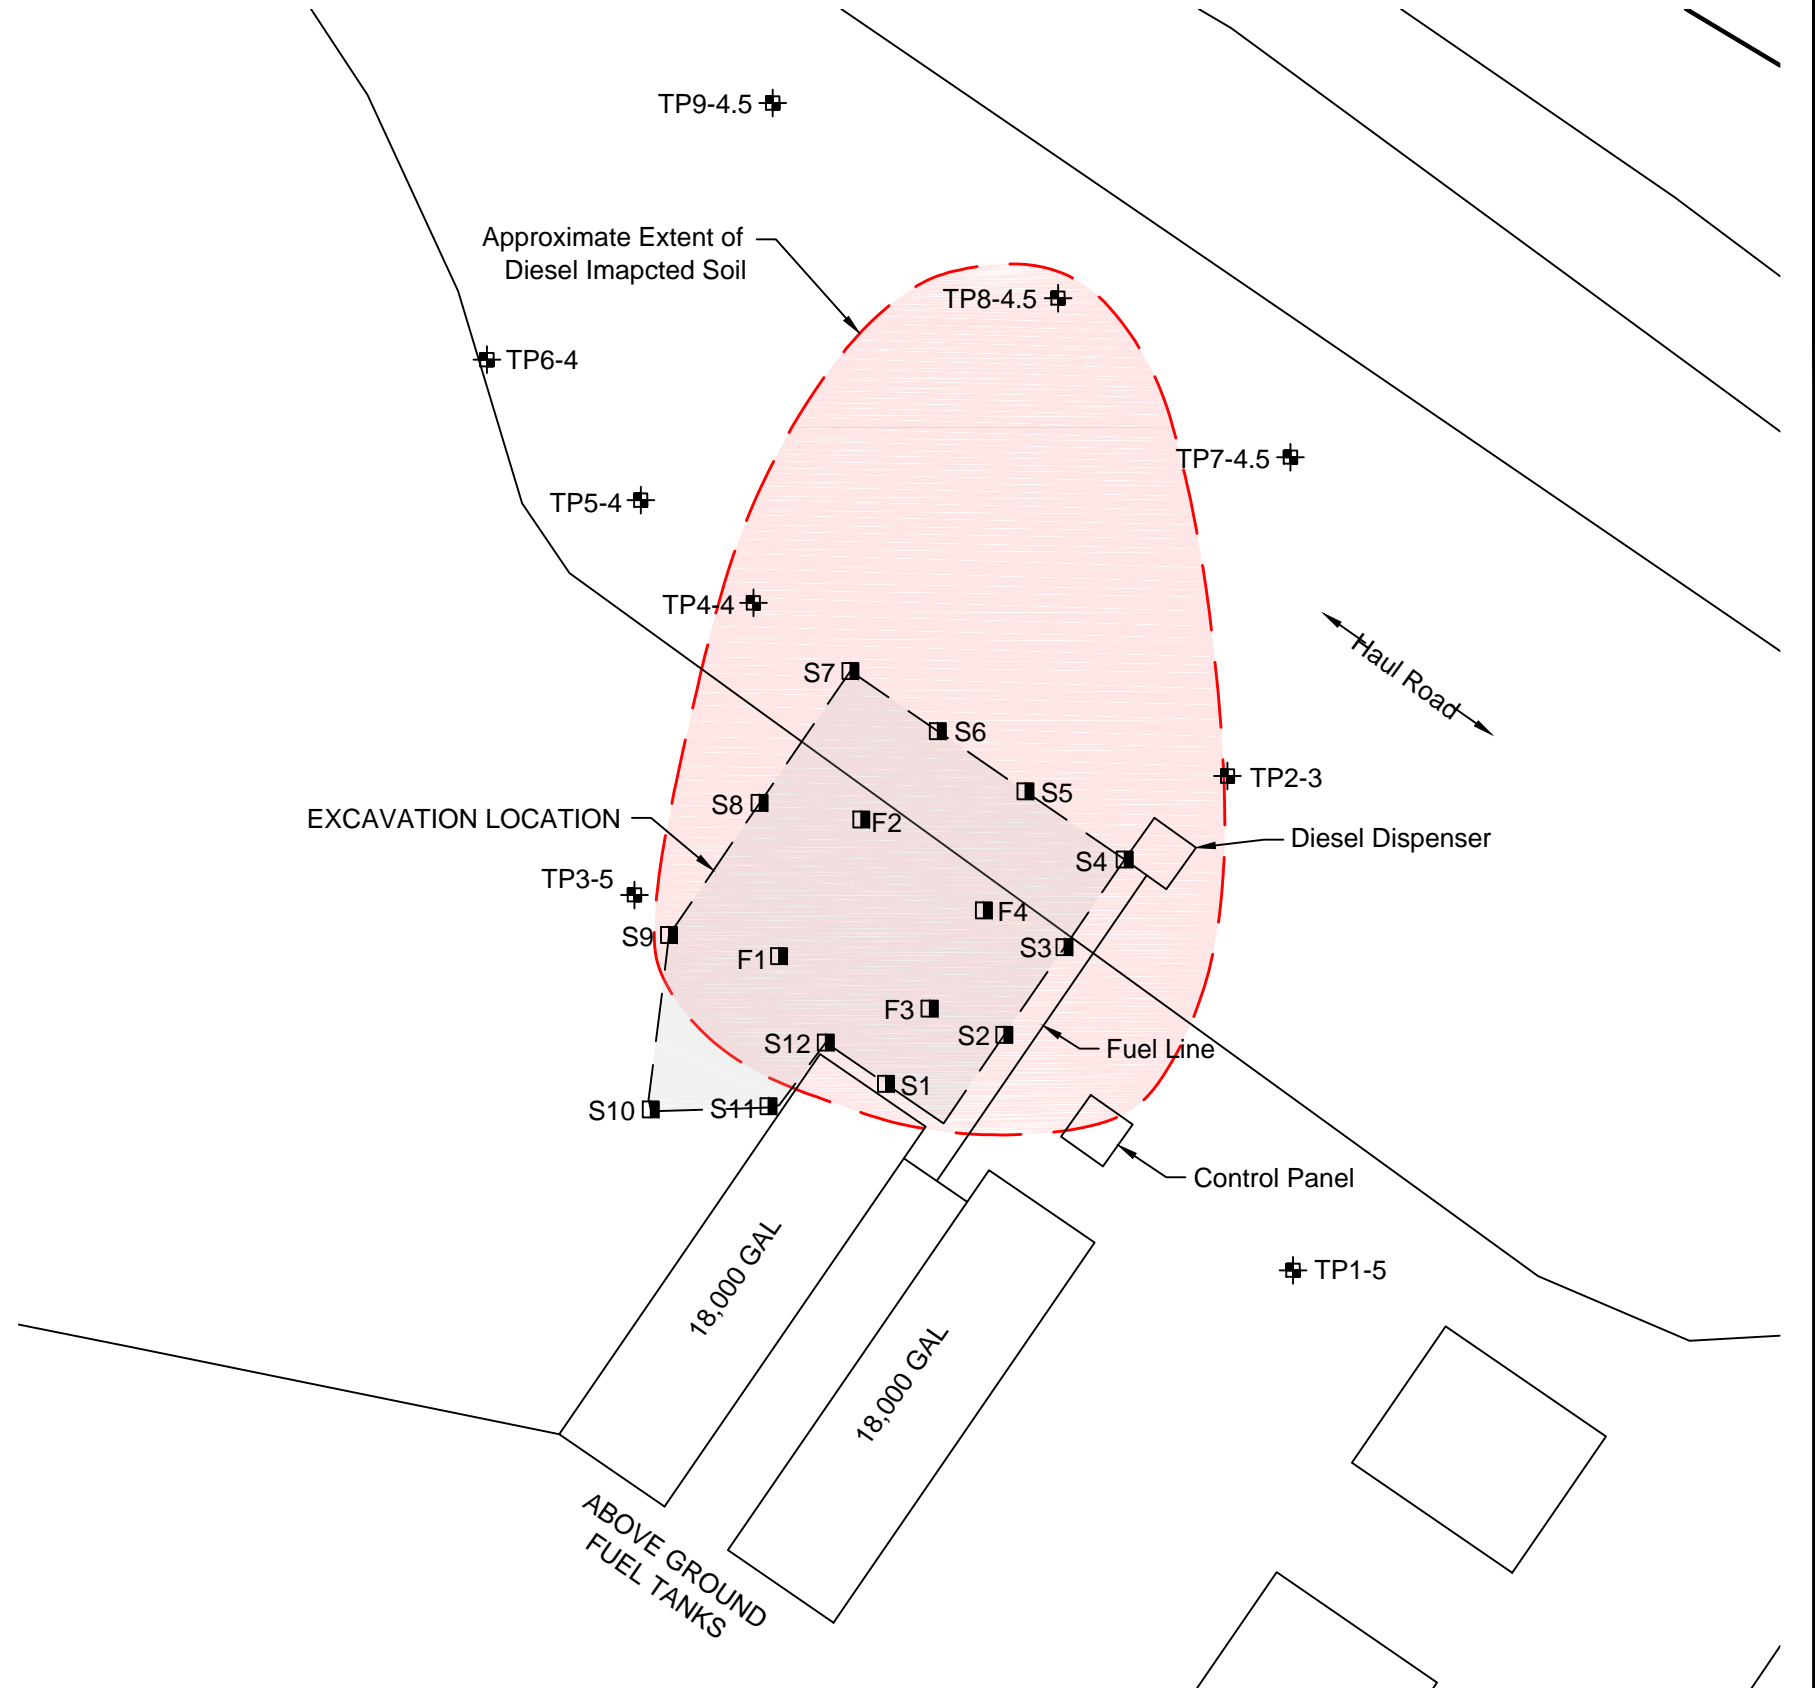 TP9-4.5
Approximate Extent of
Diesel Imapcted Soil
TP8-4.5
TP6-4
TP7-4.5
TP5-4
TP4-4
Haul Road
S7
S6
TP2-3
S5
S8
EXCAVATION LOCATION
F2
Diesel Dispenser
S4
TP3-5
F4
S9
S3
F1
F3
S2
S12
Fuel Line
S1
S10
S11
Control Panel
TP1-5
18,000 GAL
18,000 GAL
ABOVE GROUND
FUEL TANKS